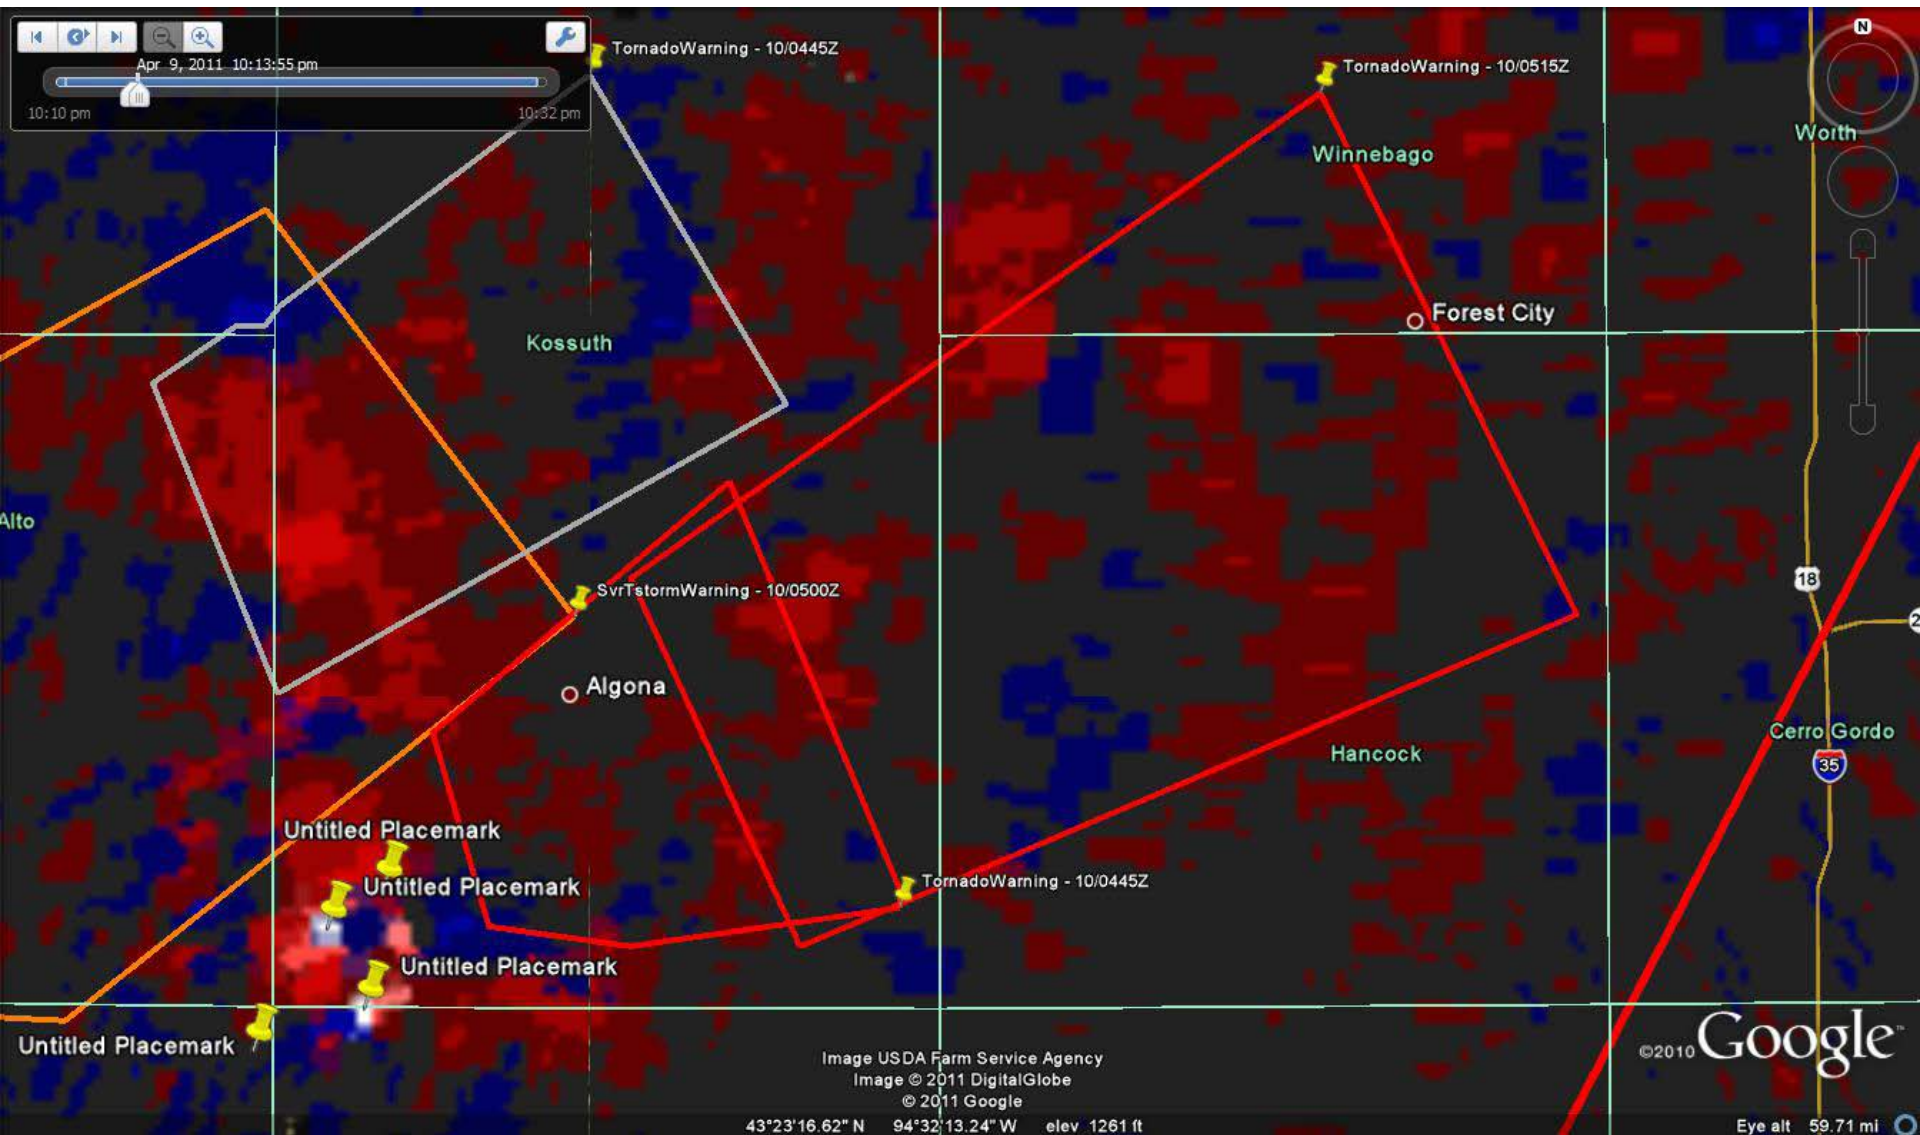 TornadoWarning - 10/0445Z
Apr 9, 2011 10:13:55 pm
10:10 pm
10:32 pm
TornadoWarning - 10/0515Z
N
Worth
Winnebago
Forest City
Kossuth
Alto
18
SvrTstormWarning - 10/0500Z
2
Algona
Cerro Gordo
Hancock
35
Untitled Placemark
Untitled Placemark
TornadoWarning - 10/0445Z
Untitled Placemark
Untitled Placemark
©2010 Google
Image USDA Farm Service Agency
Image © 2011 DigitalGlobe
© 2011 Google
43°23'16.62" N 94°32'13.24" W elev 1261 ft
Eye alt 59.71 mi